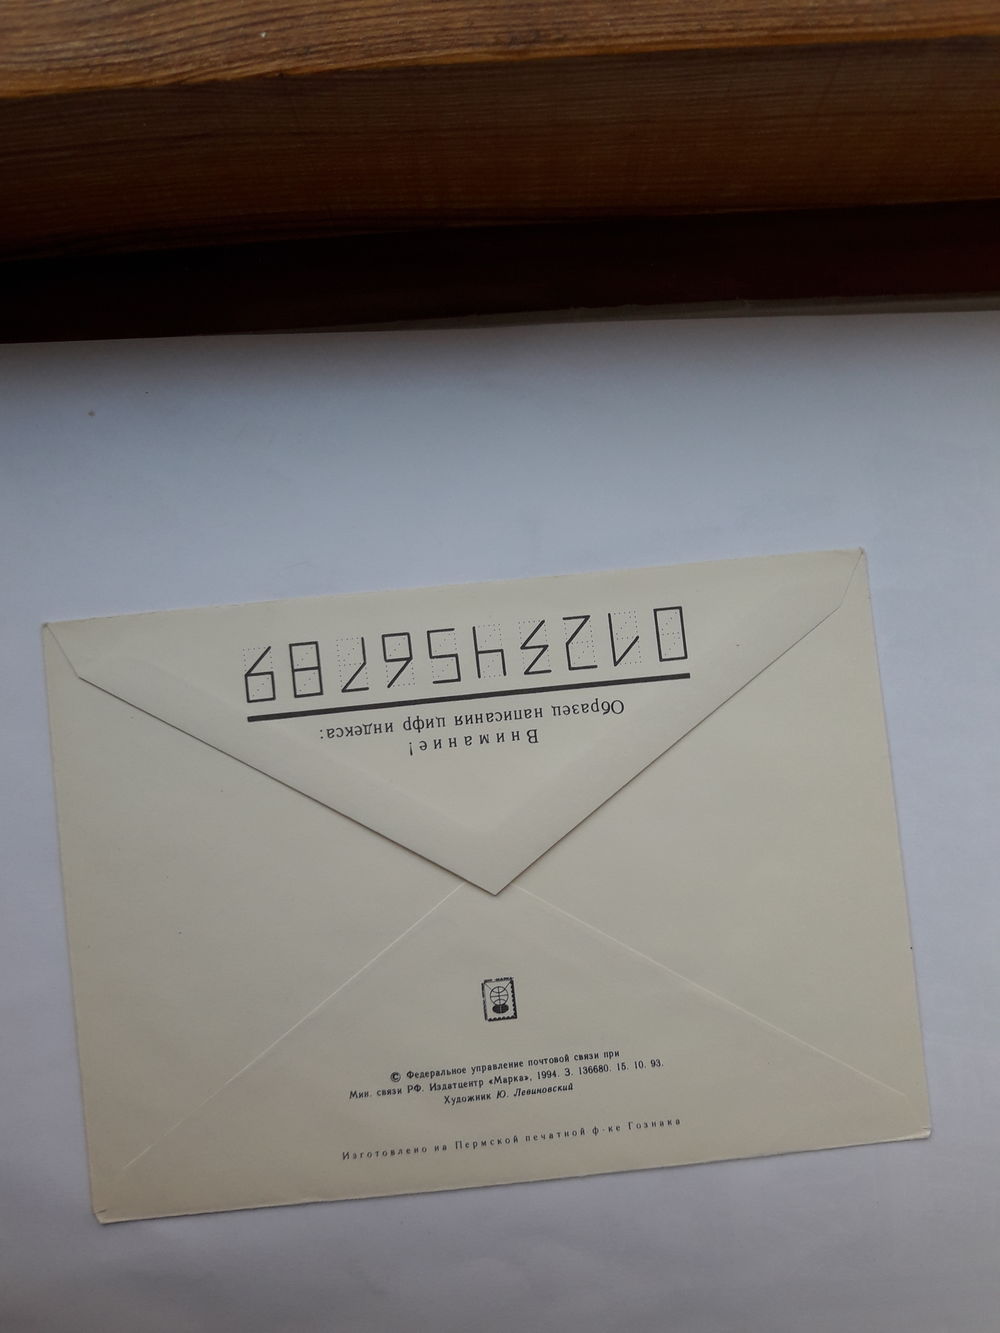 Внимание!
Образец написания цифр индекса:
0123456789
© Федеральное управление почтовой связи при
Мин. связи РФ. Издатцентр «Марка», 1994. З. 136680. 15. 10. 93.
Художник Ю. Левиновский
Изготовлено на Пермской печатной ф-ке Гознака